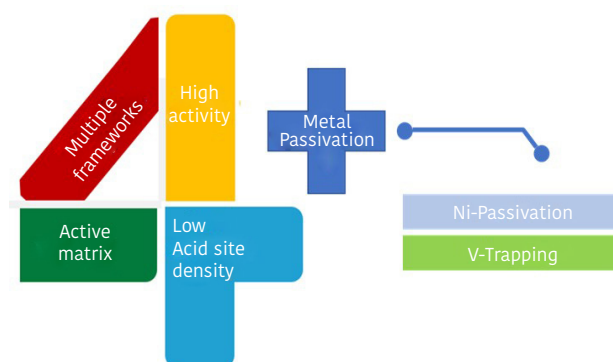 Multiple
frameworks
High
activity
Metal
Passivation
Active
matrix
Low
Acid site
density
Ni-Passivation
V-Trapping